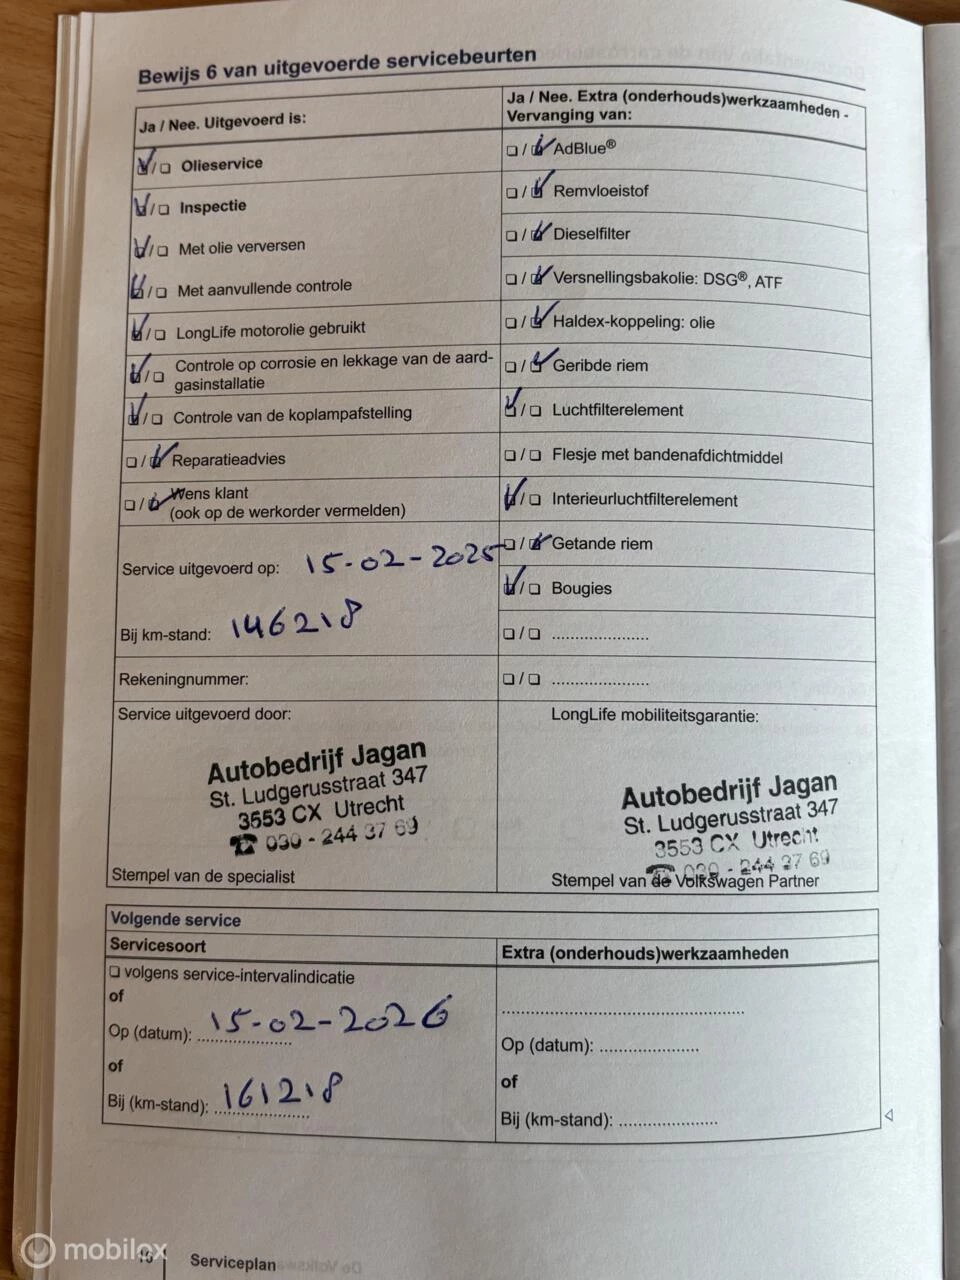 Bewijs 6 van uitgevoerde servicebeurten
Ja / Nee. Uitgevoerd is:
Olieservice
Inspectie
Met olie verversen
Met aanvullende controle
LongLife motorolie gebruikt
Controle op corrosie en lekkage van de aard-
gasinstallatie
Controle van de koplampafstelling
Reparatieadvies
Wens klant
(ook op de werkorder vermelden)
Service uitgevoerd op: 15-02-2025
Bij km-stand: 146218
Rekeningnummer:
Ja / Nee. Extra (onderhouds)werkzaamheden -
Vervanging van:
AdBlue®
Remvloeistof
Dieselfilter
Versnellingsbakolie: DSG®, ATF
Haldex-koppeling: olie
Geribde riem
Luchtfilterelement
Flesje met bandenafdichtmiddel
Interieurluchtfilterelement
Getande riem
Bougies
Service uitgevoerd door:
Autobedrijf Jagan
St. Ludgerusstraat 347
3553 CX Utrecht
☎ 030 - 244 37 69
Stempel van de specialist
LongLife mobiliteitsgarantie:
Autobedrijf Jagan
St. Ludgerusstraat 347
3553 CX Utrecht
☎ 030 - 244 37 69
Stempel van de Volkswagen Partner
Volgende service
Servicesoort
volgens service-intervalindicatie
of
Op (datum): 15-02-2026
of
Bij (km-stand): 161218
Extra (onderhouds)werkzaamheden
Op (datum):
of
Bij (km-stand):
Serviceplan
mobilox